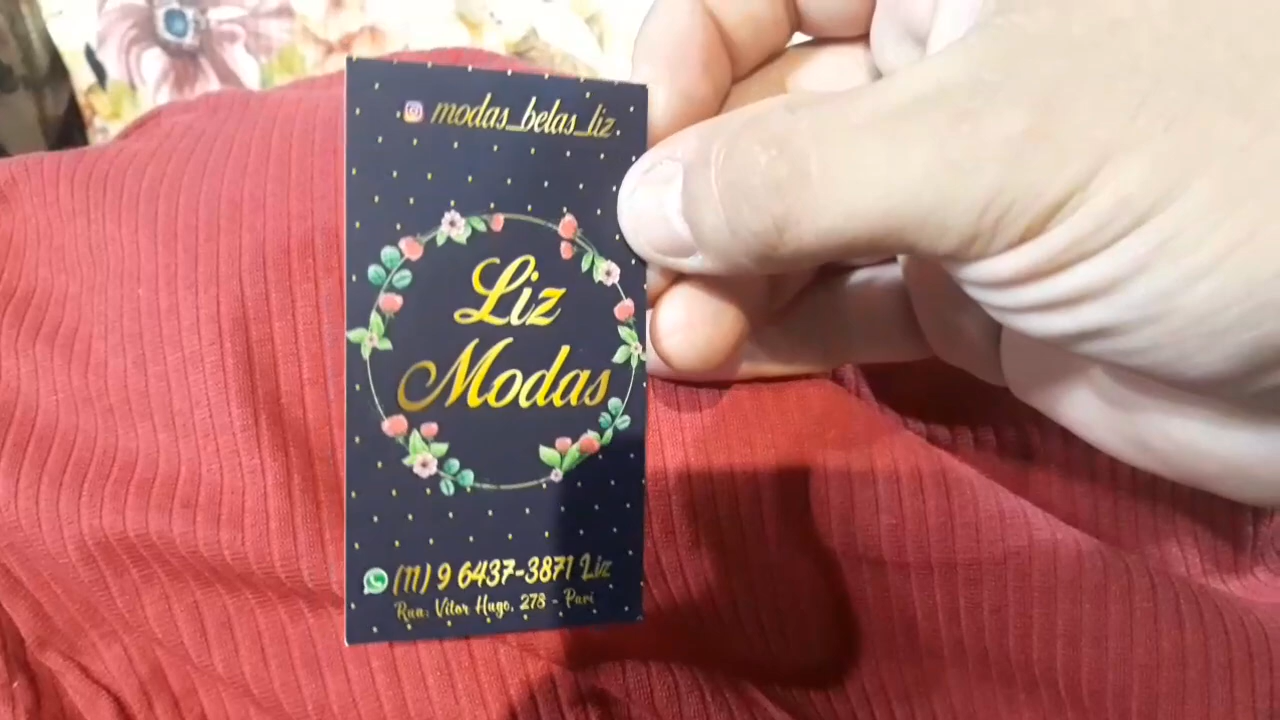 modas_belas_liz
Liz
Modas
(11) 9 6437-3871 Liz
Rua: Vitor Hugo, 278 - Pari